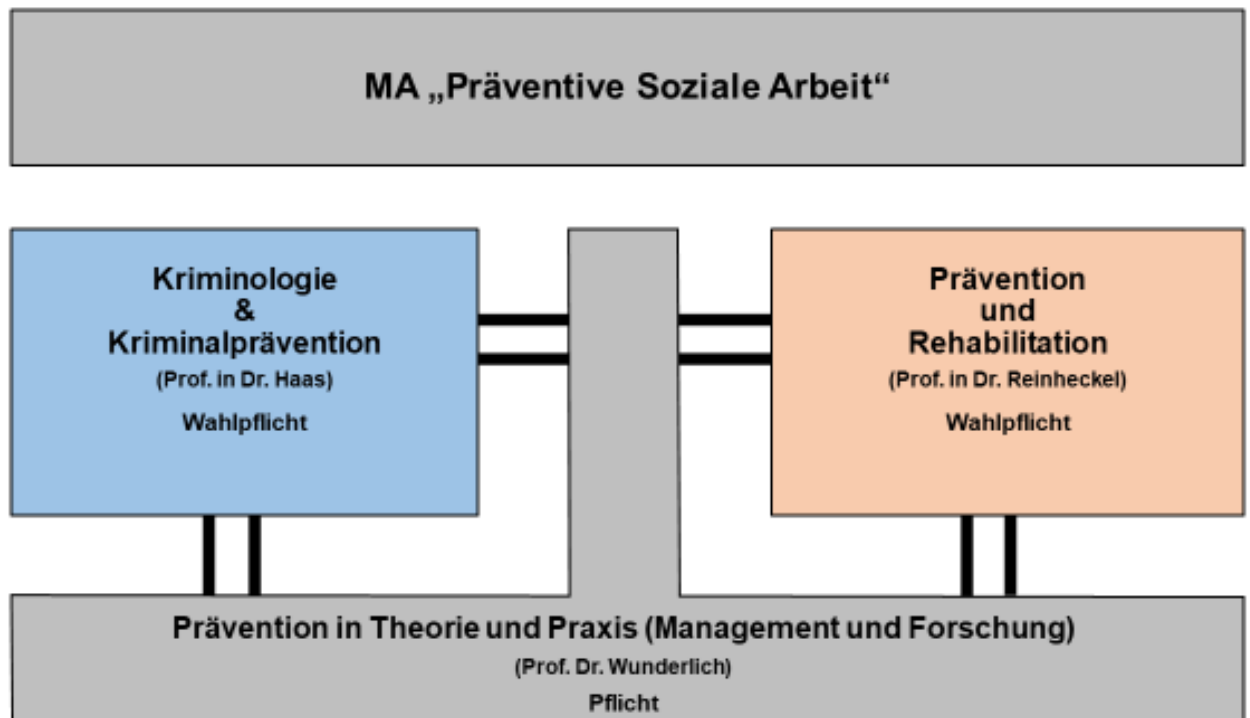 MA „Präventive Soziale Arbeit“
Kriminologie
&
Kriminalprävention
(Prof. in Dr. Haas)
Wahlpflicht
Prävention
und
Rehabilitation
(Prof. in Dr. Reinheckel)
Wahlpflicht
Prävention in Theorie und Praxis (Management und Forschung)
(Prof. Dr. Wunderlich)
Pflicht